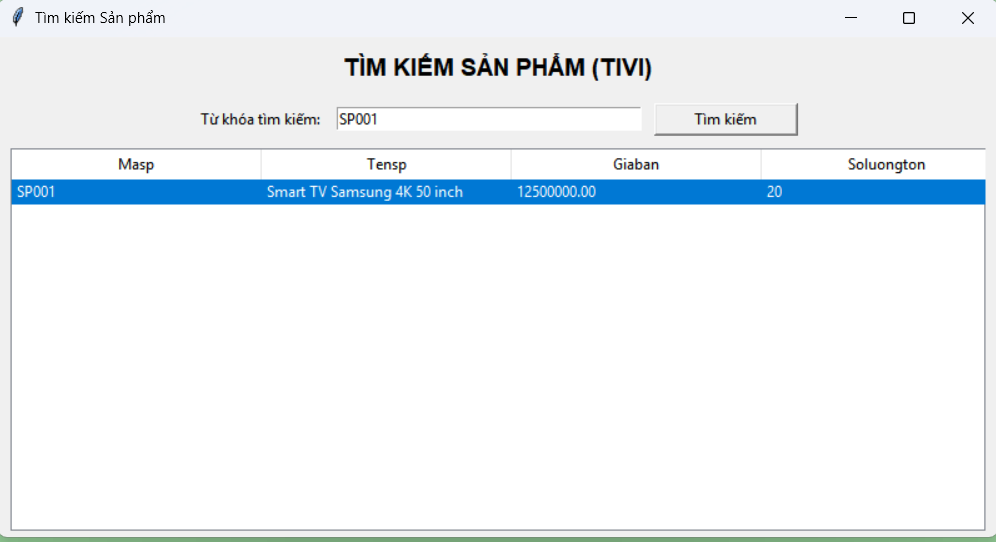 Tìm kiếm Sản phẩm
TÌM KIẾM SẢN PHẨM (TIVI)
Từ khóa tìm kiếm: SP001 Tìm kiếm
Masp Tensp Giaban Soluongton
SP001 Smart TV Samsung 4K 50 inch 12500000.00 20